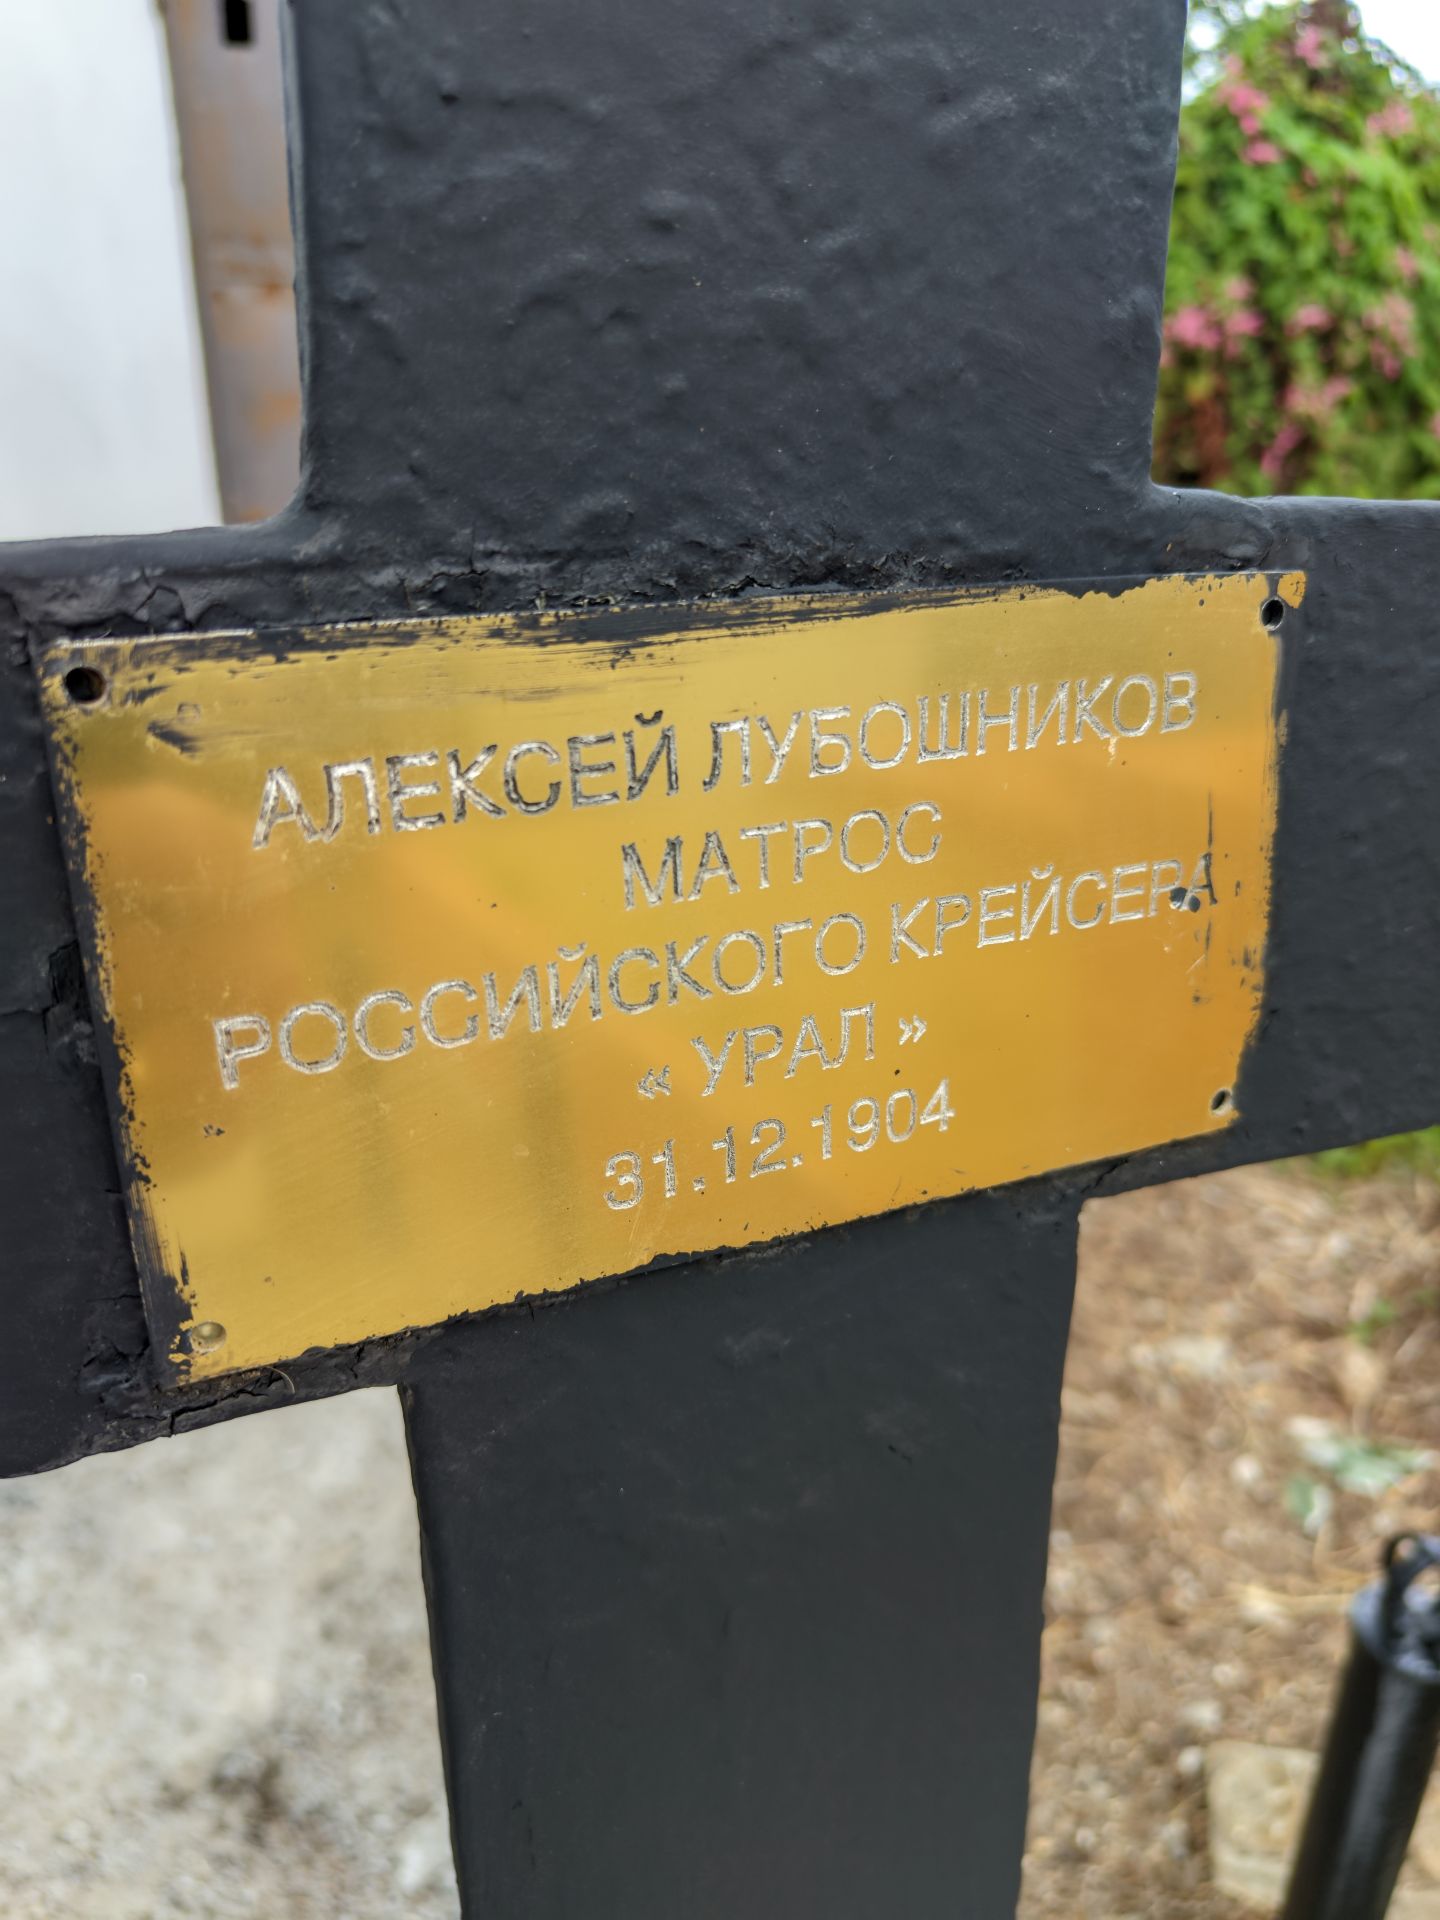 АЛЕКСЕЙ ЛУБОШНИКОВ
МАТРОС
РОССИЙСКОГО КРЕЙСЕРА
« УРАЛ »
31.12.1904